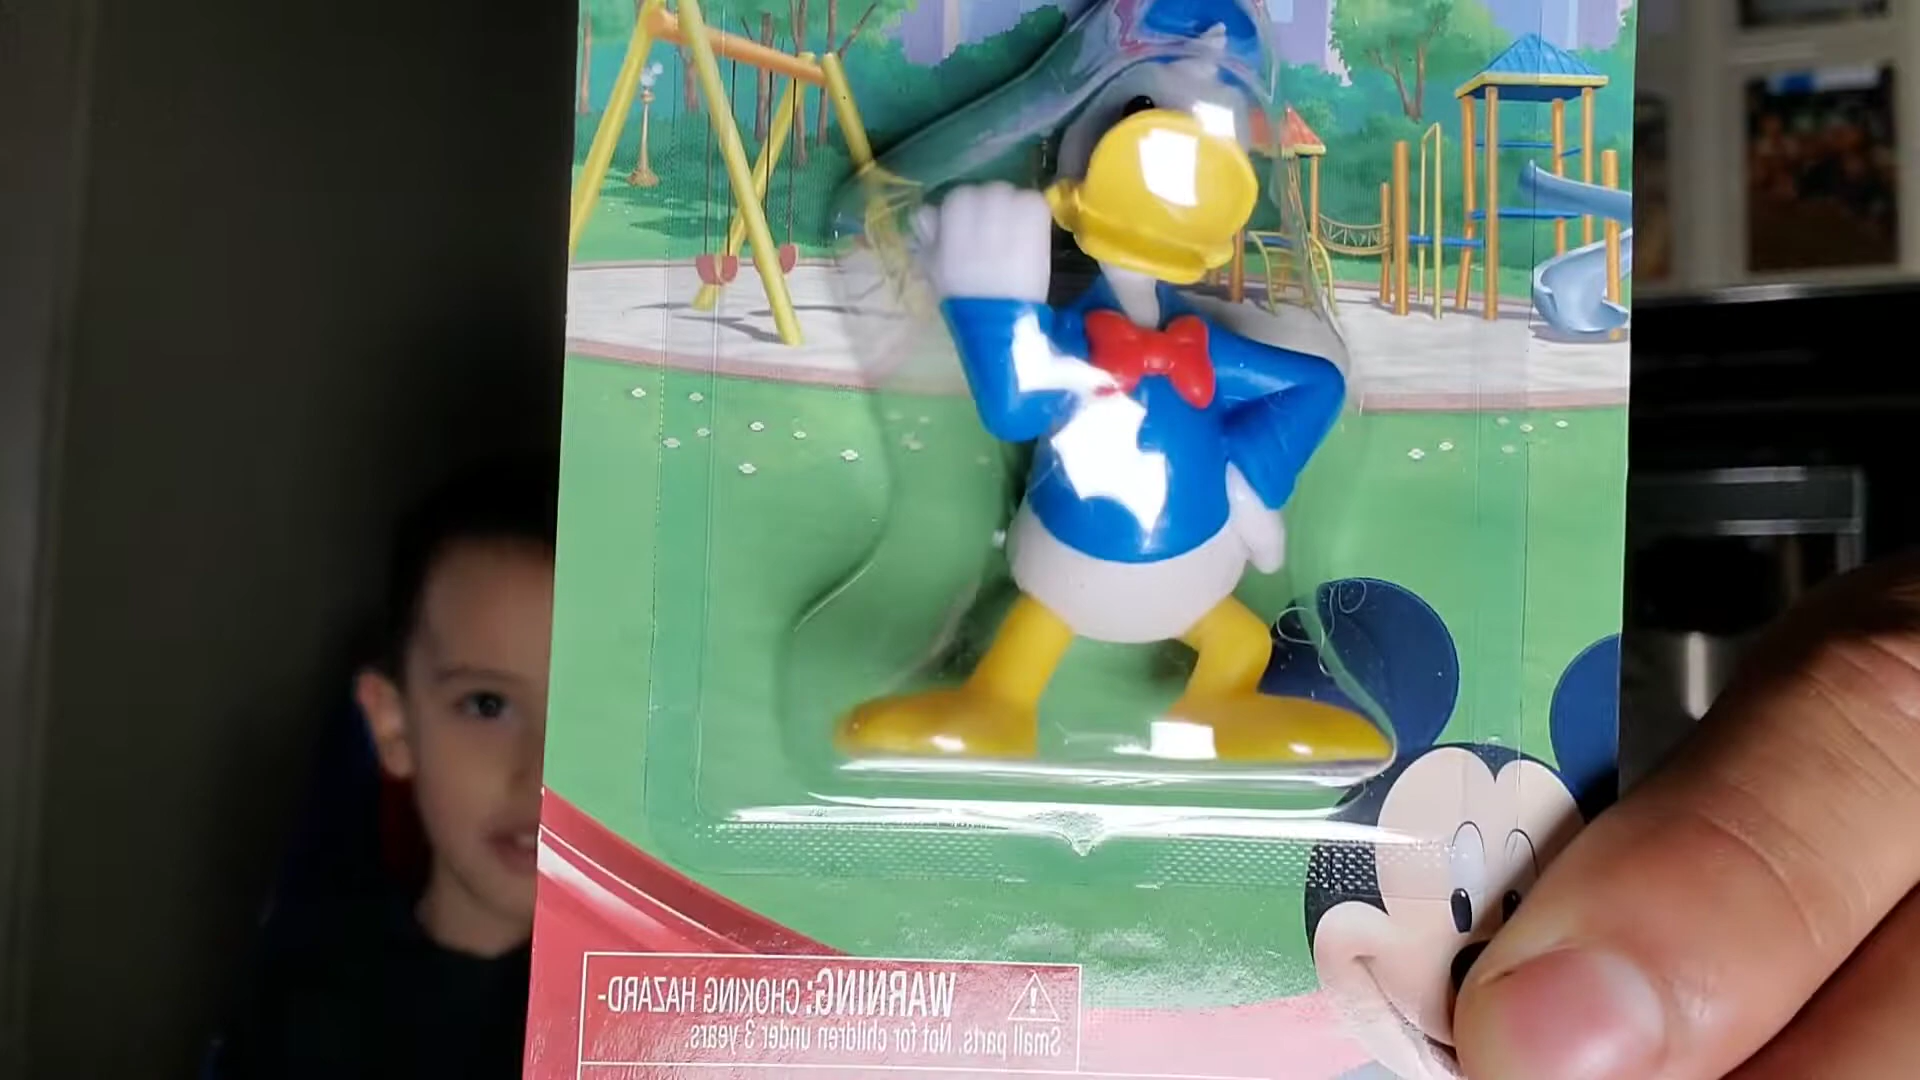 WARNING: CHOKING HAZARD-
Small parts. Not for children under 3 years.